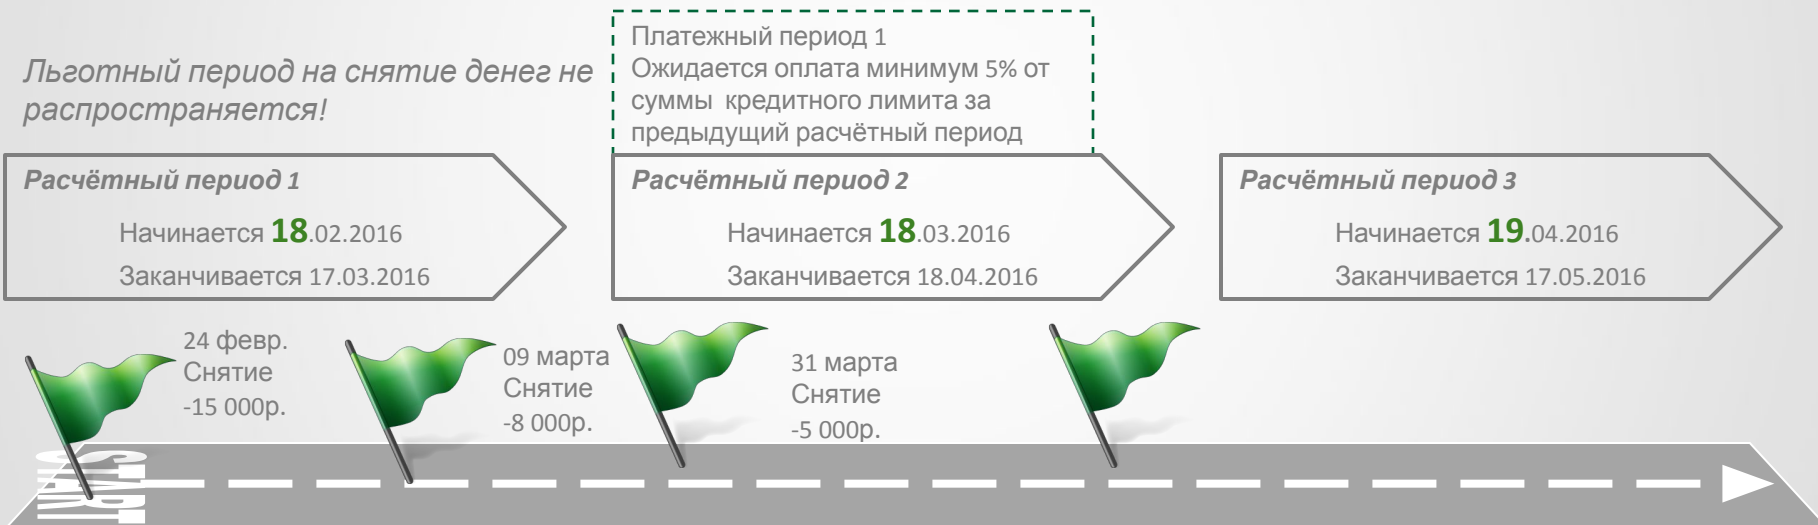 Льготный период на снятие денег не
распространяется!
Платежный период 1
Ожидается оплата минимум 5% от
суммы кредитного лимита за
предыдущий расчётный период
Расчётный период 1
Начинается 18.02.2016
Заканчивается 17.03.2016
Расчётный период 2
Начинается 18.03.2016
Заканчивается 18.04.2016
Расчётный период 3
Начинается 19.04.2016
Заканчивается 17.05.2016
24 февр.
Снятие
-15 000р.
09 марта
Снятие
-8 000р.
31 марта
Снятие
-5 000р.